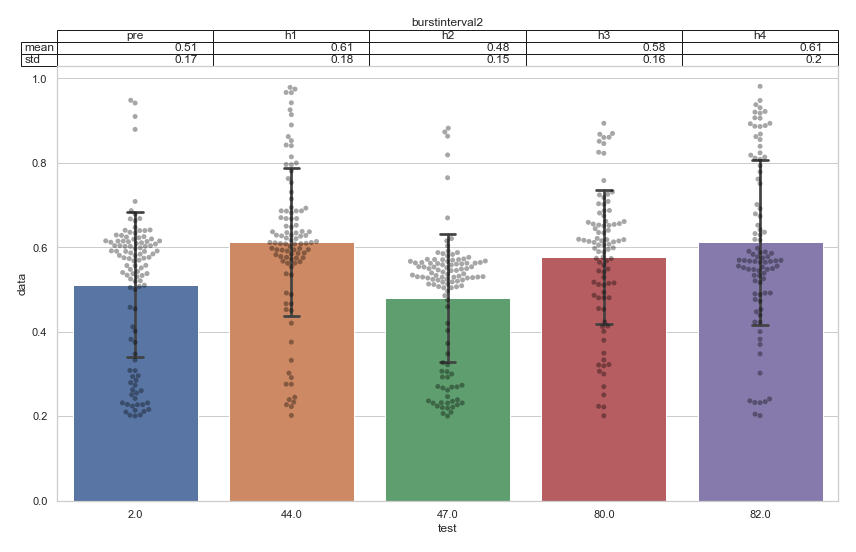 burstinterval2
pre h1 h2 h3 h4
mean 0.51 0.61 0.48 0.58 0.61
std 0.17 0.18 0.15 0.16 0.2
1.0
0.8
0.6
0.4
0.2
0.0
data
2.0 44.0 47.0 80.0 82.0
test